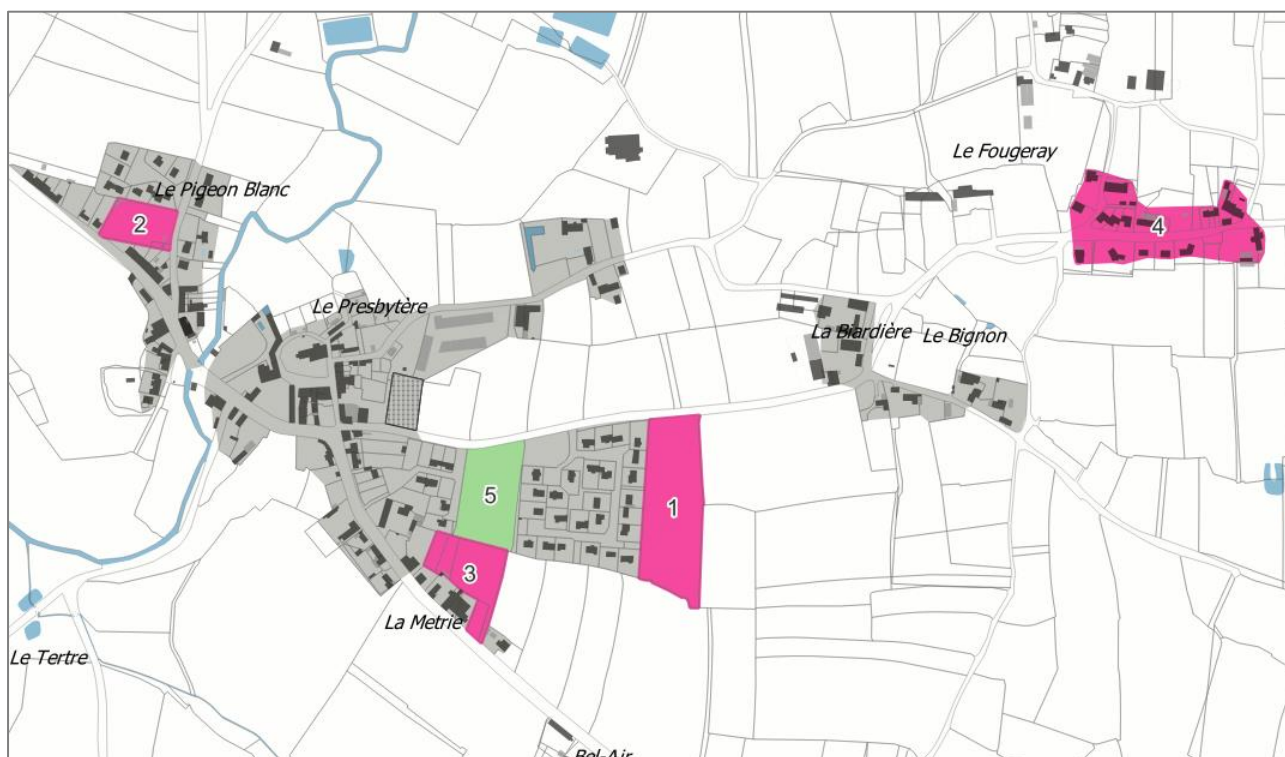 Le Fougeray
Le Pigeon Blanc
2
4
Le Presbytère
La Biardière
Le Bignon
5
1
3
La Metrie
Le Tertre
Bel-Air